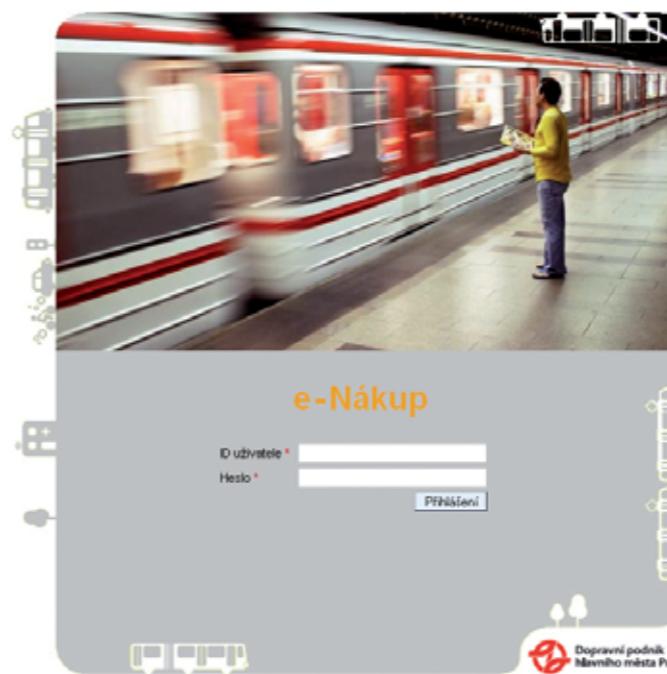 e-Nákup
ID uživatele *
Heslo *
Přihlášení
Dopravní podnik
hlavního města